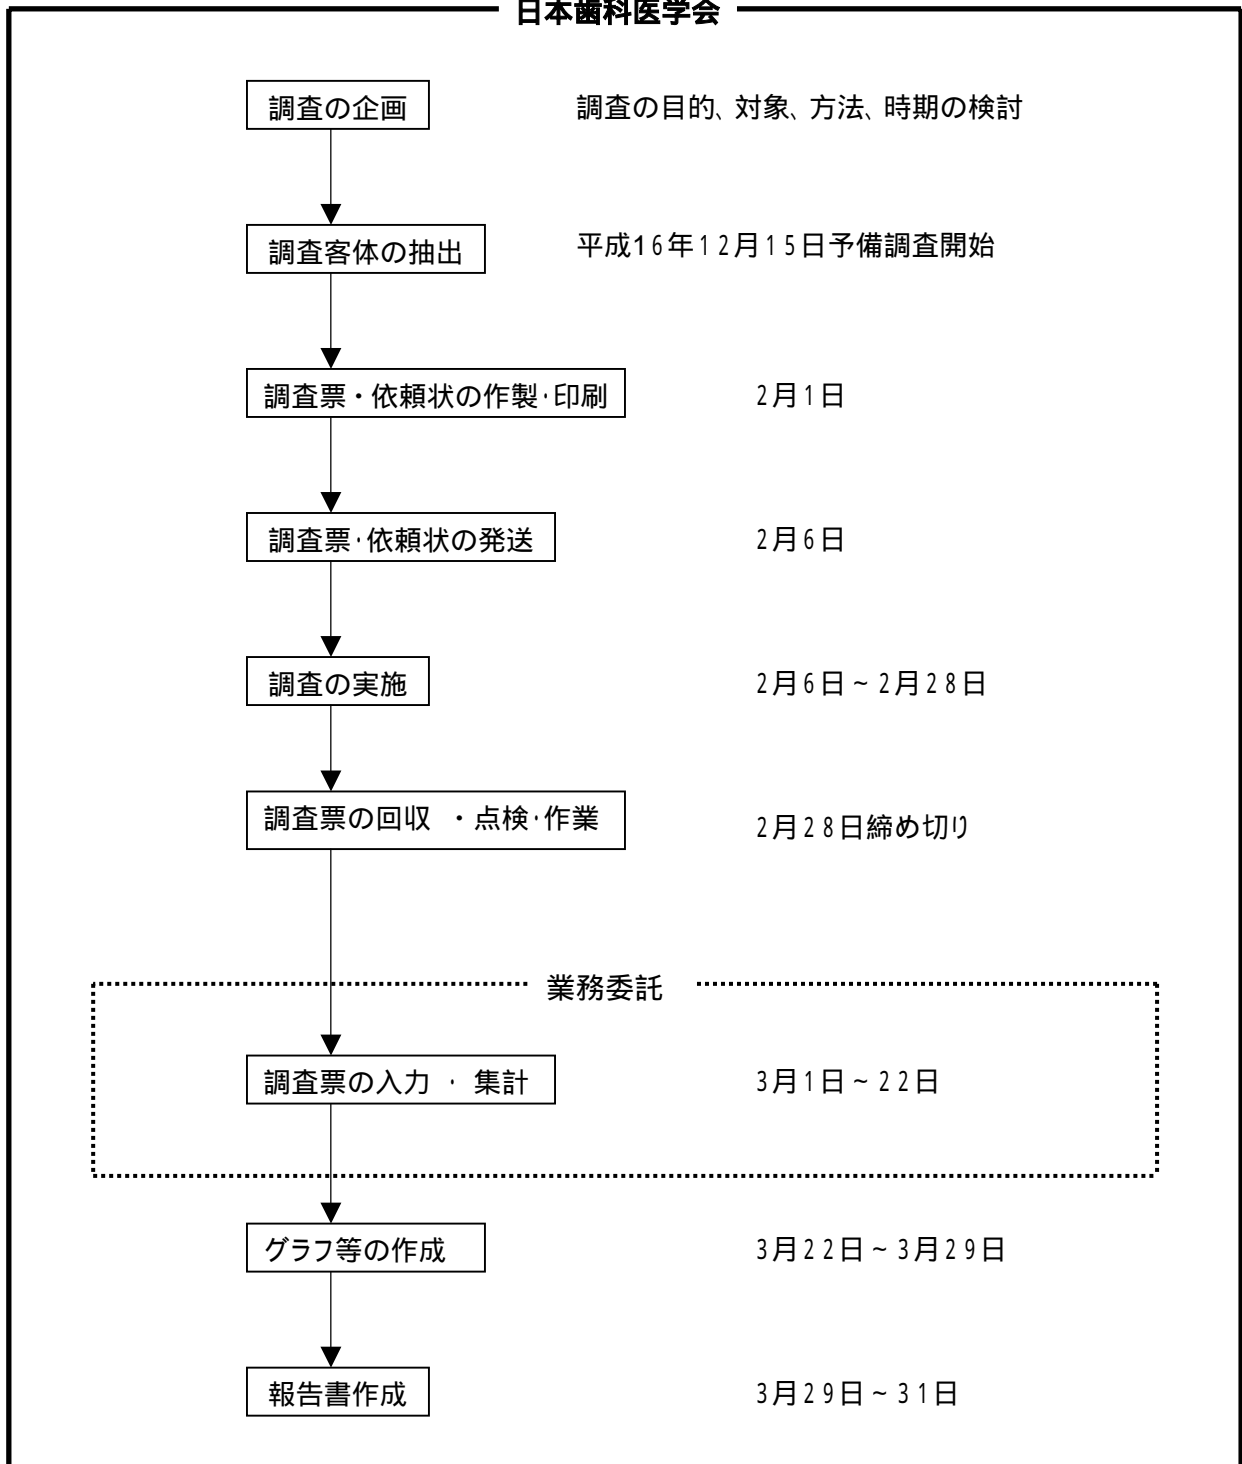 日本歯科医学会
調査の企画
調査の目的、対象、方法、時期の検討
調査客体の抽出
平成16年12月15日予備調査開始
調査票・依頼状の作製・印刷
2月1日
調査票・依頼状の発送
2月6日
調査の実施
2月6日~2月28日
調査票の回収 ・点検・作業
2月28日締め切り
業務委託
調査票の入力 ・ 集計
3月1日~22日
グラフ等の作成
3月22日~3月29日
報告書作成
3月29日~31日